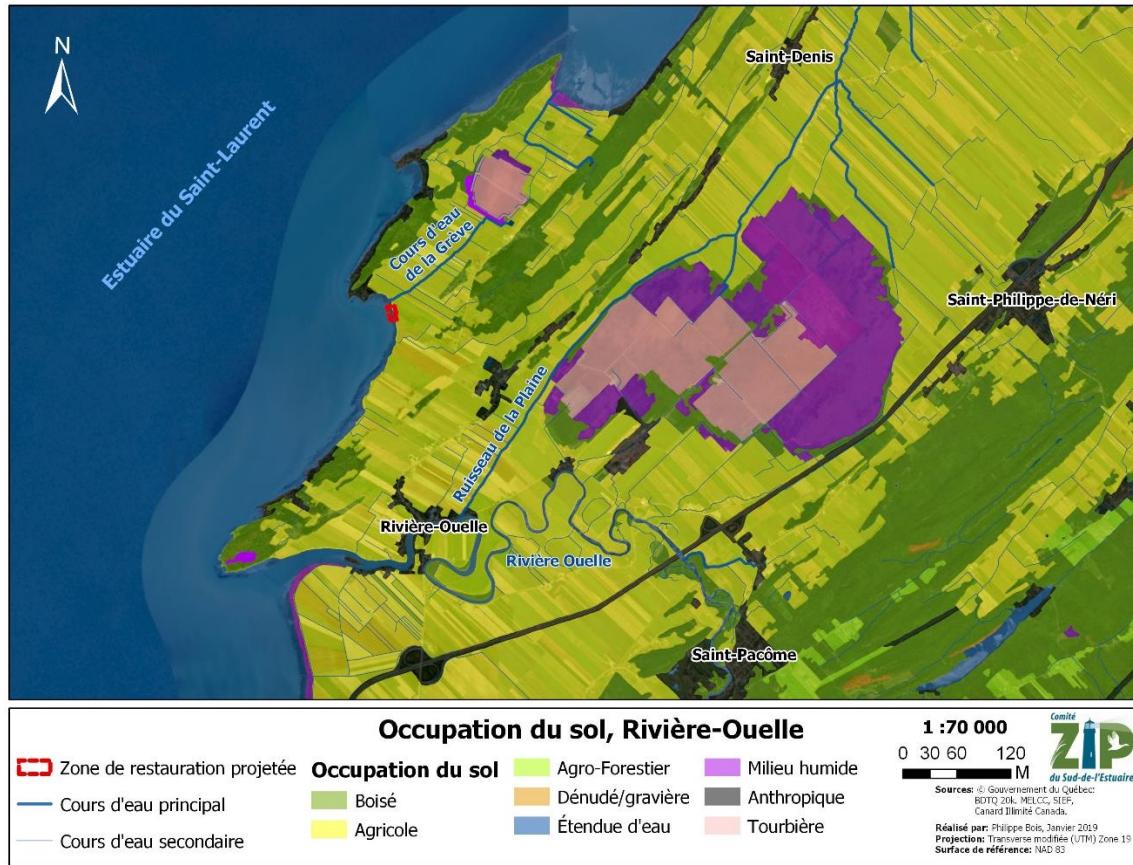 N
Estuaire du Saint-Laurent
Saint-Denis
Cours d'eau
de la Grève
Saint-Philippe-de-Néri
Ruisseau de la Plaine
Rivière-Ouelle
Rivière Ouelle
Saint-Pacôme
Occupation du sol, Rivière-Ouelle
Zone de restauration projetée
Cours d'eau principal
Cours d'eau secondaire
Occupation du sol
Boisé
Agricole
Agro-Forestier
Dénudé/gravière
Étendue d'eau
Milieu humide
Anthropique
Tourbière
1 :70 000
0 30 60 120
M
Comité
ZIP
du Sud-de-l'Estuaire
Sources: © Gouvernement du Québec:
BDTQ 20k. MELCC, SIEF,
Canard Illimité Canada.
Réalisé par: Philippe Bois, Janvier 2019
Projection: Transverse modifiée (UTM) Zone 19
Surface de référence: NAD 83